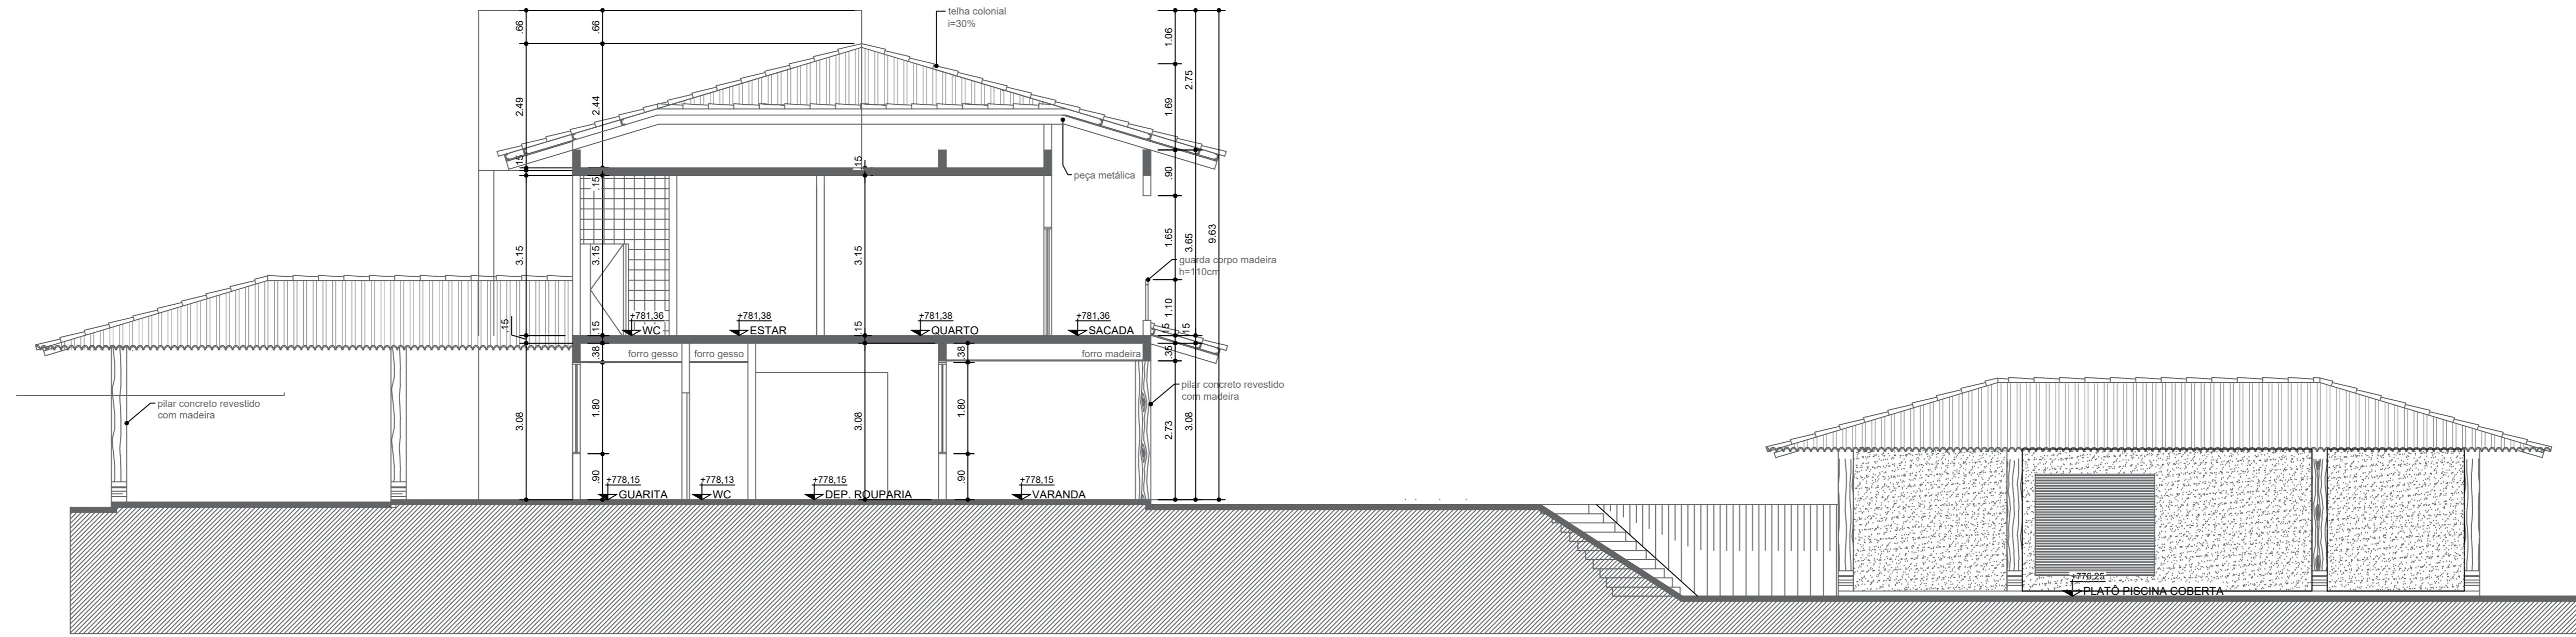 telha colonial
i=30%
.66
.66
1.06
2.75
2.49
2.44
1.69
.15
.15
.15
peça metálica
.90
3.15
3.15
3.15
1.65
3.65
9.63
guarda corpo madeira
h=110cm
1.10
+781,36
WC
+781,38
ESTAR
+781,38
QUARTO
+781,36
SACADA
.15
.15
.15
.15
.15
.38
forro gesso
forro gesso
.38
forro madeira
.35
pilar concreto revestido
com madeira
pilar concreto revestido
com madeira
3.08
1.80
3.08
1.80
2.73
3.08
.90
.90
+778,15
GUARITA
+778,13
WC
+778,15
DEP. ROUPARIA
+778,15
VARANDA
+776,25
PLATÔ PISCINA COBERTA